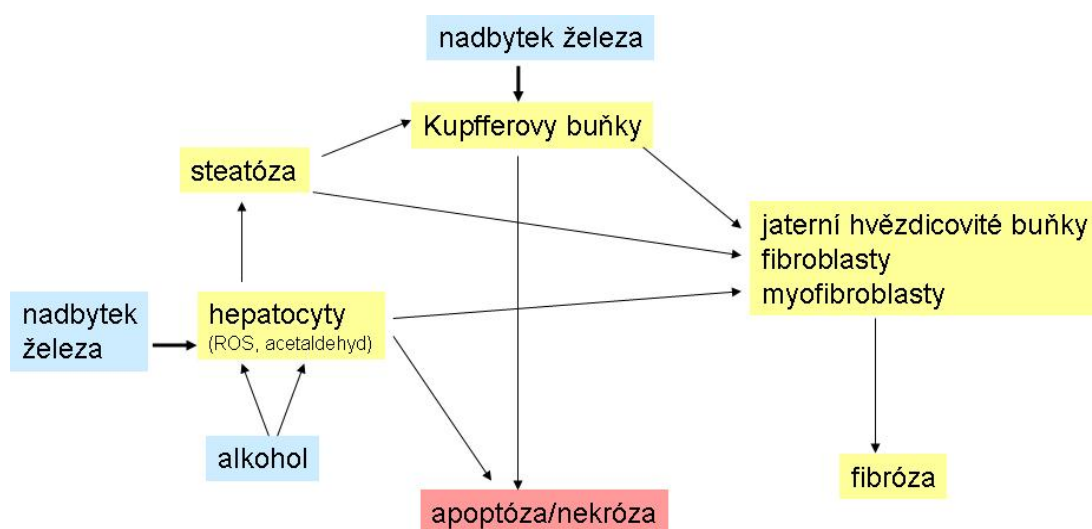 nadbytek železa
Kupfferovy buňky
steatóza
jaterní hvězdicovité buňky
fibroblasty
myofibroblasty
nadbytek
železa
hepatocyty
(ROS, acetaldehyd)
alkohol
fibróza
apoptóza/nekróza